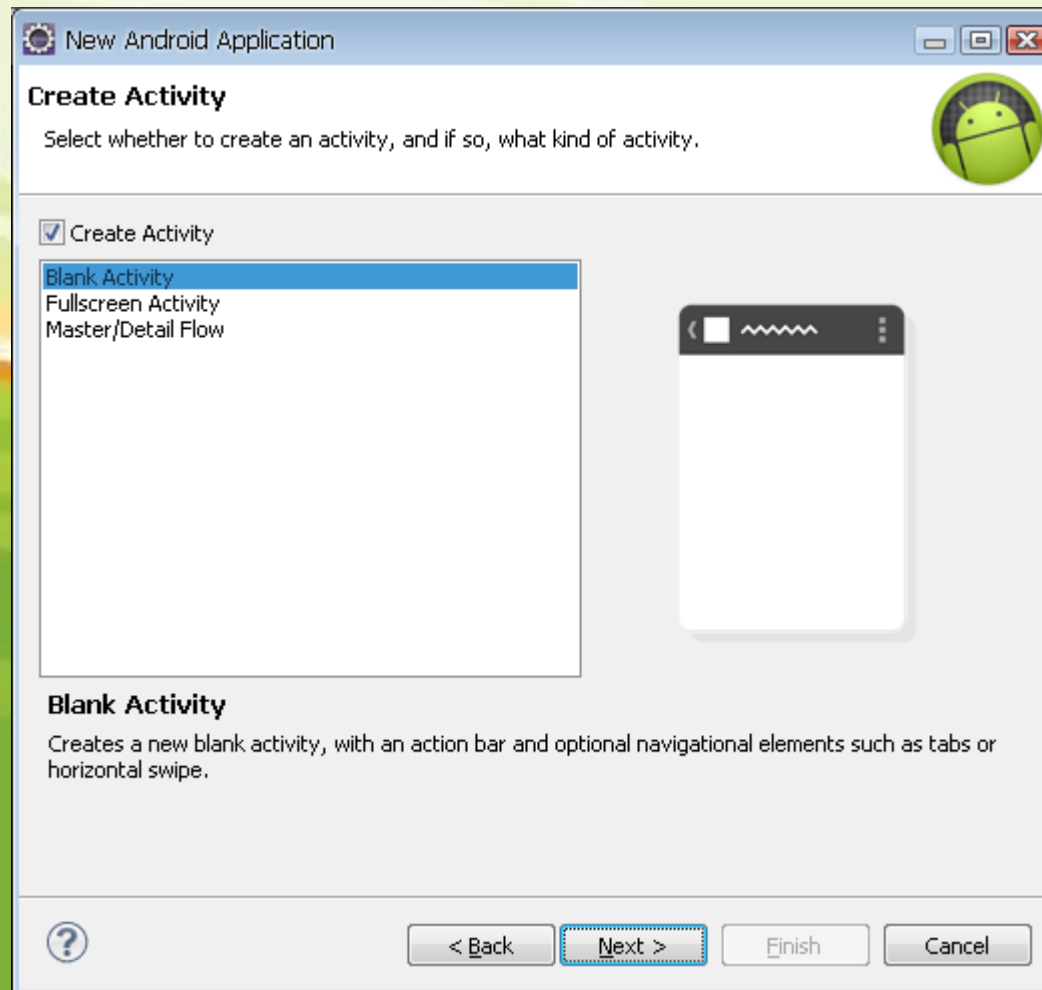 New Android Application
Create Activity
Select whether to create an activity, and if so, what kind of activity.
Create Activity
Blank Activity
Fullscreen Activity
Master/Detail Flow
Blank Activity
Creates a new blank activity, with an action bar and optional navigational elements such as tabs or
horizontal swipe.
?
< Back
Next >
Finish
Cancel